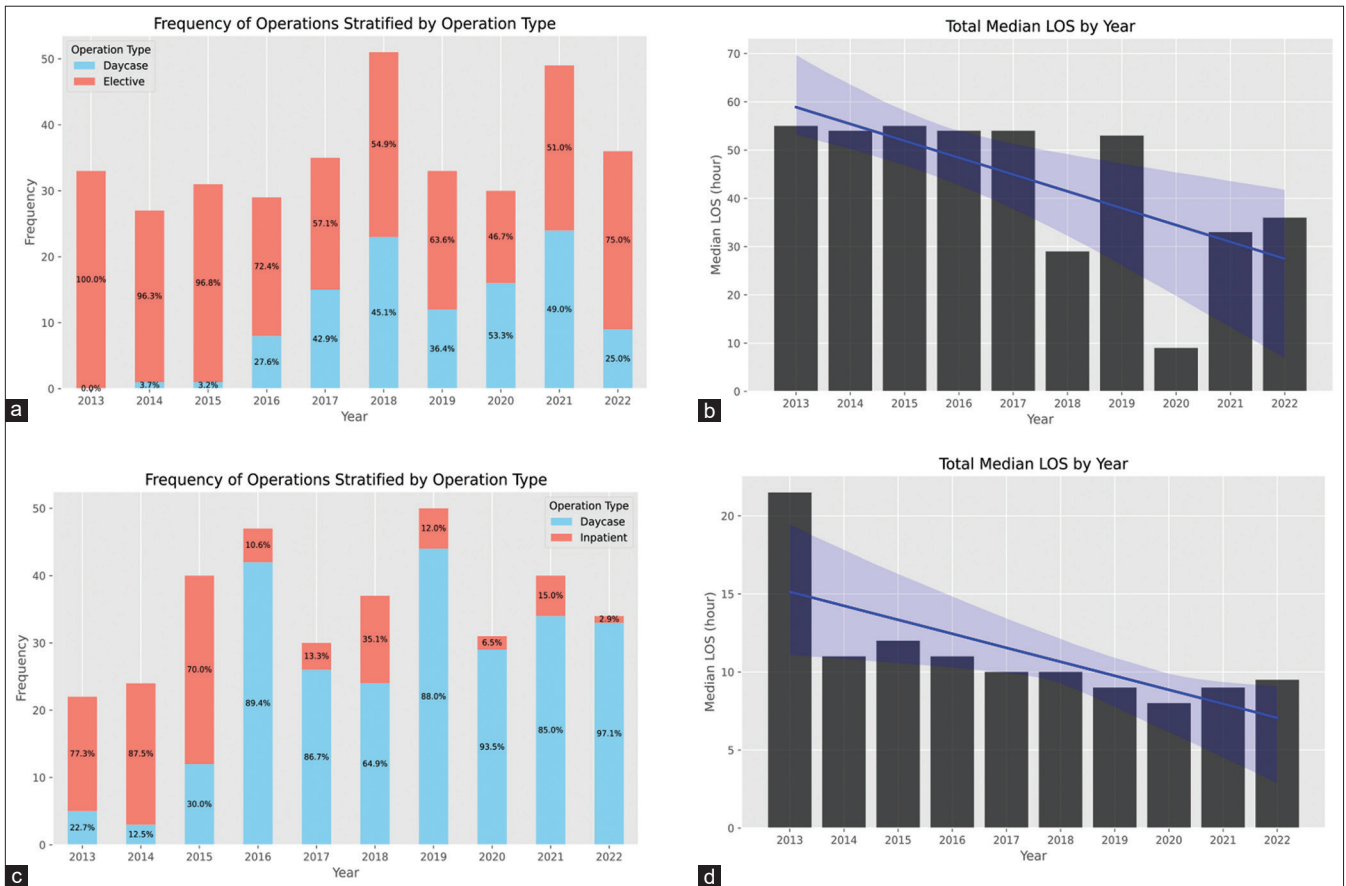 Frequency of Operations Stratified by Operation Type
Operation Type
Daycase
Elective
50
40
30
20
10
0
Frequency
100.0%
0.0%
96.3%
3.7%
96.8%
3.2%
72.4%
27.6%
57.1%
42.9%
54.9%
45.1%
63.6%
36.4%
46.7%
53.3%
51.0%
49.0%
75.0%
25.0%
2013 2014 2015 2016 2017 2018 2019 2020 2021 2022
Year
a
Total Median LOS by Year
70
60
50
40
30
20
10
0
Median LOS (hour)
2013 2014 2015 2016 2017 2018 2019 2020 2021 2022
Year
b
Frequency of Operations Stratified by Operation Type
Operation Type
Daycase
Inpatient
50
40
30
20
10
0
Frequency
77.3%
22.7%
87.5%
12.5%
70.0%
30.0%
10.6%
89.4%
13.3%
86.7%
35.1%
64.9%
12.0%
88.0%
6.5%
93.5%
15.0%
85.0%
2.9%
97.1%
2013 2014 2015 2016 2017 2018 2019 2020 2021 2022
Year
c
Total Median LOS by Year
20
15
10
5
0
Median LOS (hour)
2013 2014 2015 2016 2017 2018 2019 2020 2021 2022
Year
d